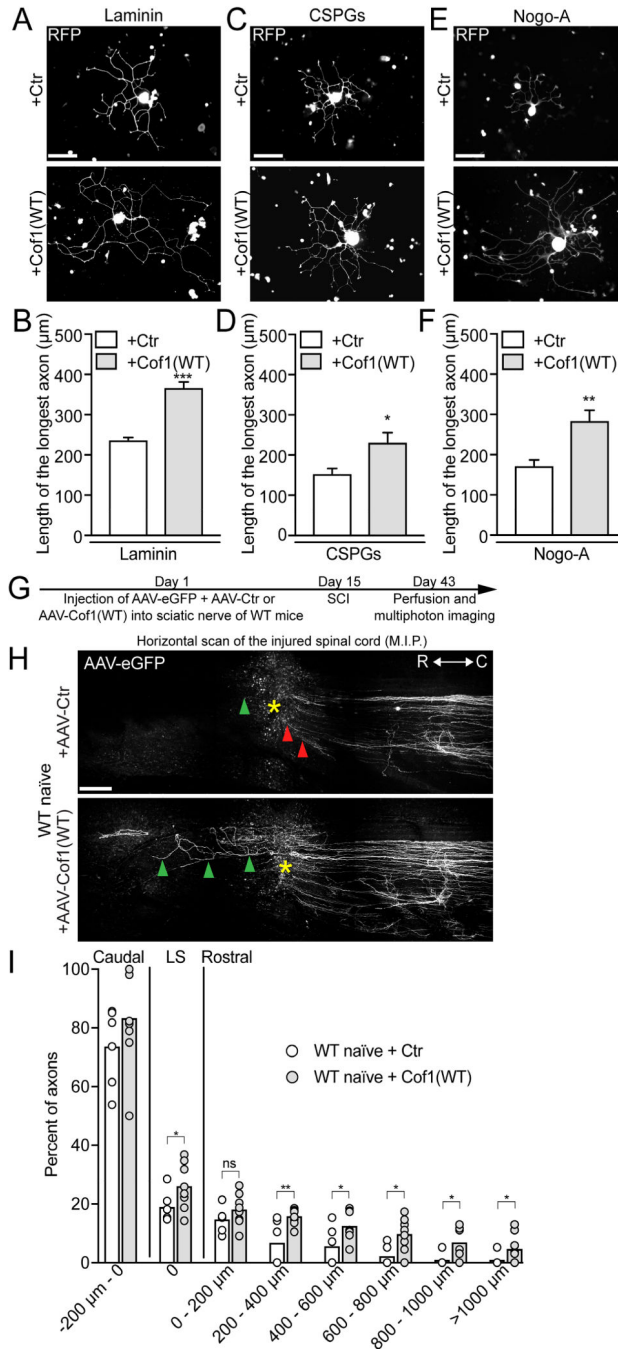 A
Laminin
C
CSPGs
E
Nogo-A
RFP
RFP
RFP
+Ctr
+Ctr
+Ctr
+Cof1(WT)
+Cof1(WT)
+Cof1(WT)
B
D
F
Length of the longest axon (µm)
500
400
300
200
100
0
+Ctr
+Cof1(WT)
***
Laminin
Length of the longest axon (µm)
500
400
300
200
100
0
+Ctr
+Cof1(WT)
*
CSPGs
Length of the longest axon (µm)
500
400
300
200
100
0
+Ctr
+Cof1(WT)
**
Nogo-A
G
Day 1
Day 15
Day 43
Injection of AAV-eGFP + AAV-Ctr or
AAV-Cof1(WT) into sciatic nerve of WT mice
SCI
Perfusion and
multiphoton imaging
Horizontal scan of the injured spinal cord (M.I.P.)
H
AAV-eGFP
R
C
*
*
WT naïve
+AAV-Ctr
+AAV-Cof1(WT)
I
Caudal
LS
Rostral
Percent of axons
100
80
60
40
20
0
WT naïve + Ctr
WT naïve + Cof1(WT)
*
ns
**
*
*
*
*
-200 µm - 0
0
0 - 200 µm
200 - 400 µm
400 - 600 µm
600 - 800 µm
800 - 1000 µm
>1000 µm